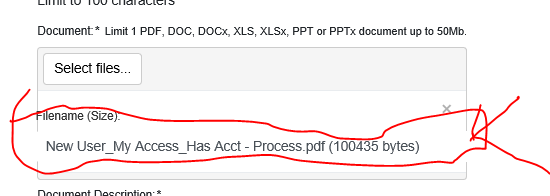 Limit to 100 characters
Document:* Limit 1 PDF, DOC, DOCx, XLS, XLSx, PPT or PPTx document up to 50Mb.
Select files...
Filename (Size):
×
New User_My Access_Has Acct - Process.pdf (100435 bytes)
Document Description:*